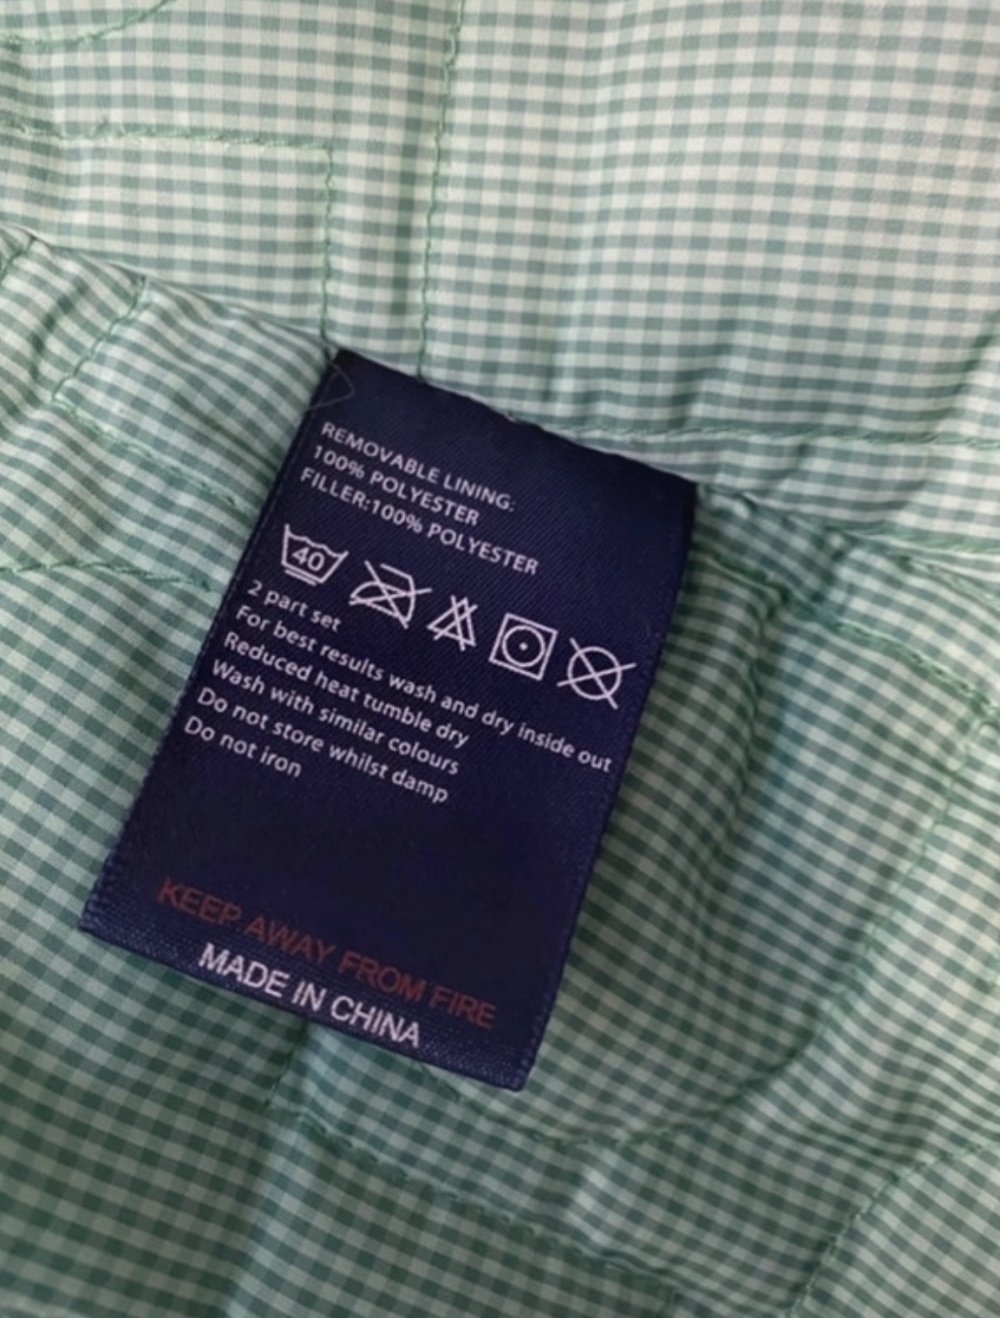 REMOVABLE LINING:
100% POLYESTER
FILLER:100% POLYESTER
40
2 part set
For best results wash and dry inside out
Reduced heat tumble dry
Wash with similar colours
Do not store whilst damp
Do not iron
KEEP AWAY FROM FIRE
MADE IN CHINA